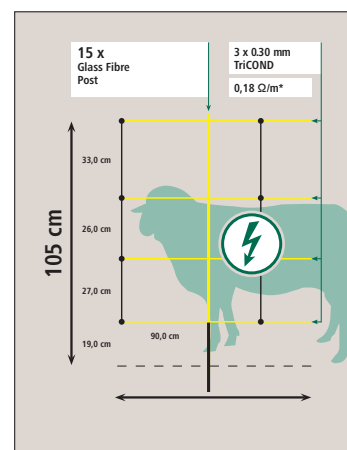 15 x
Glass Fibre
Post
3 x 0.30 mm
TriCOND
0,18 Ω/m*
33,0 cm
26,0 cm
105 cm
27,0 cm
90,0 cm
19,0 cm